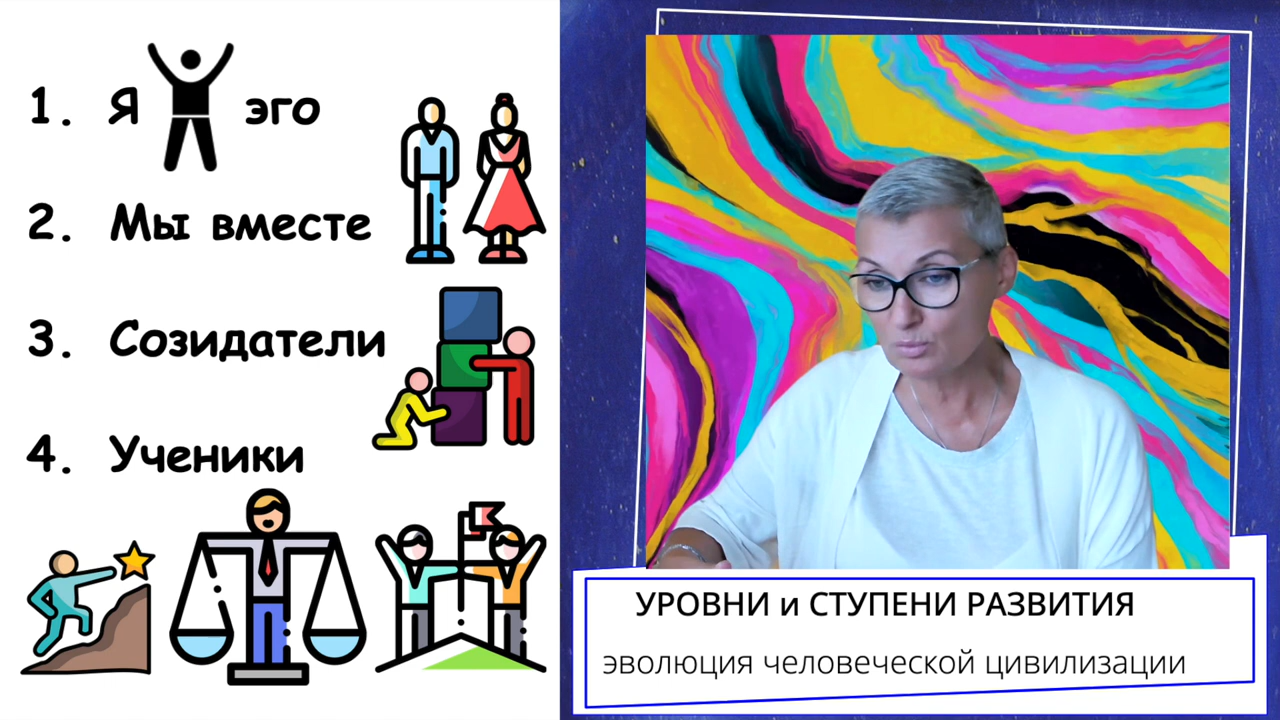 1. Я эго
2. Мы вместе
3. Созидатели
4. Ученики
УРОВНИ и СТУПЕНИ РАЗВИТИЯ
эволюция человеческой цивилизации